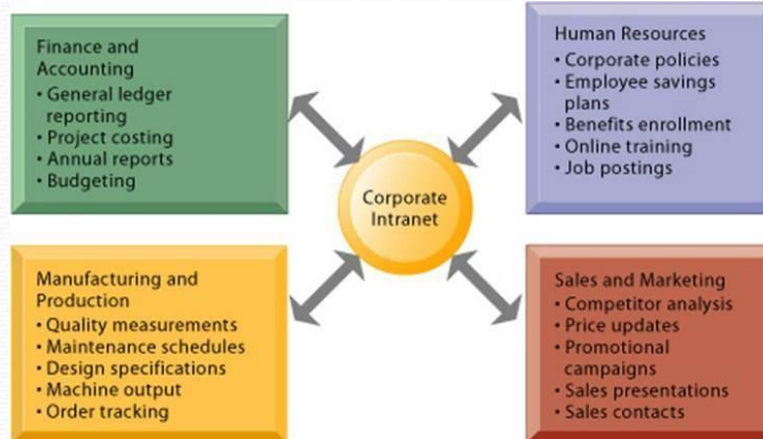 Finance and
Accounting
• General ledger
reporting
• Project costing
• Annual reports
• Budgeting
Human Resources
• Corporate policies
• Employee savings
plans
• Benefits enrollment
• Online training
• Job postings
Corporate
Intranet
Manufacturing and
Production
• Quality measurements
• Maintenance schedules
• Design specifications
• Machine output
• Order tracking
Sales and Marketing
• Competitor analysis
• Price updates
• Promotional
campaigns
• Sales presentations
• Sales contacts